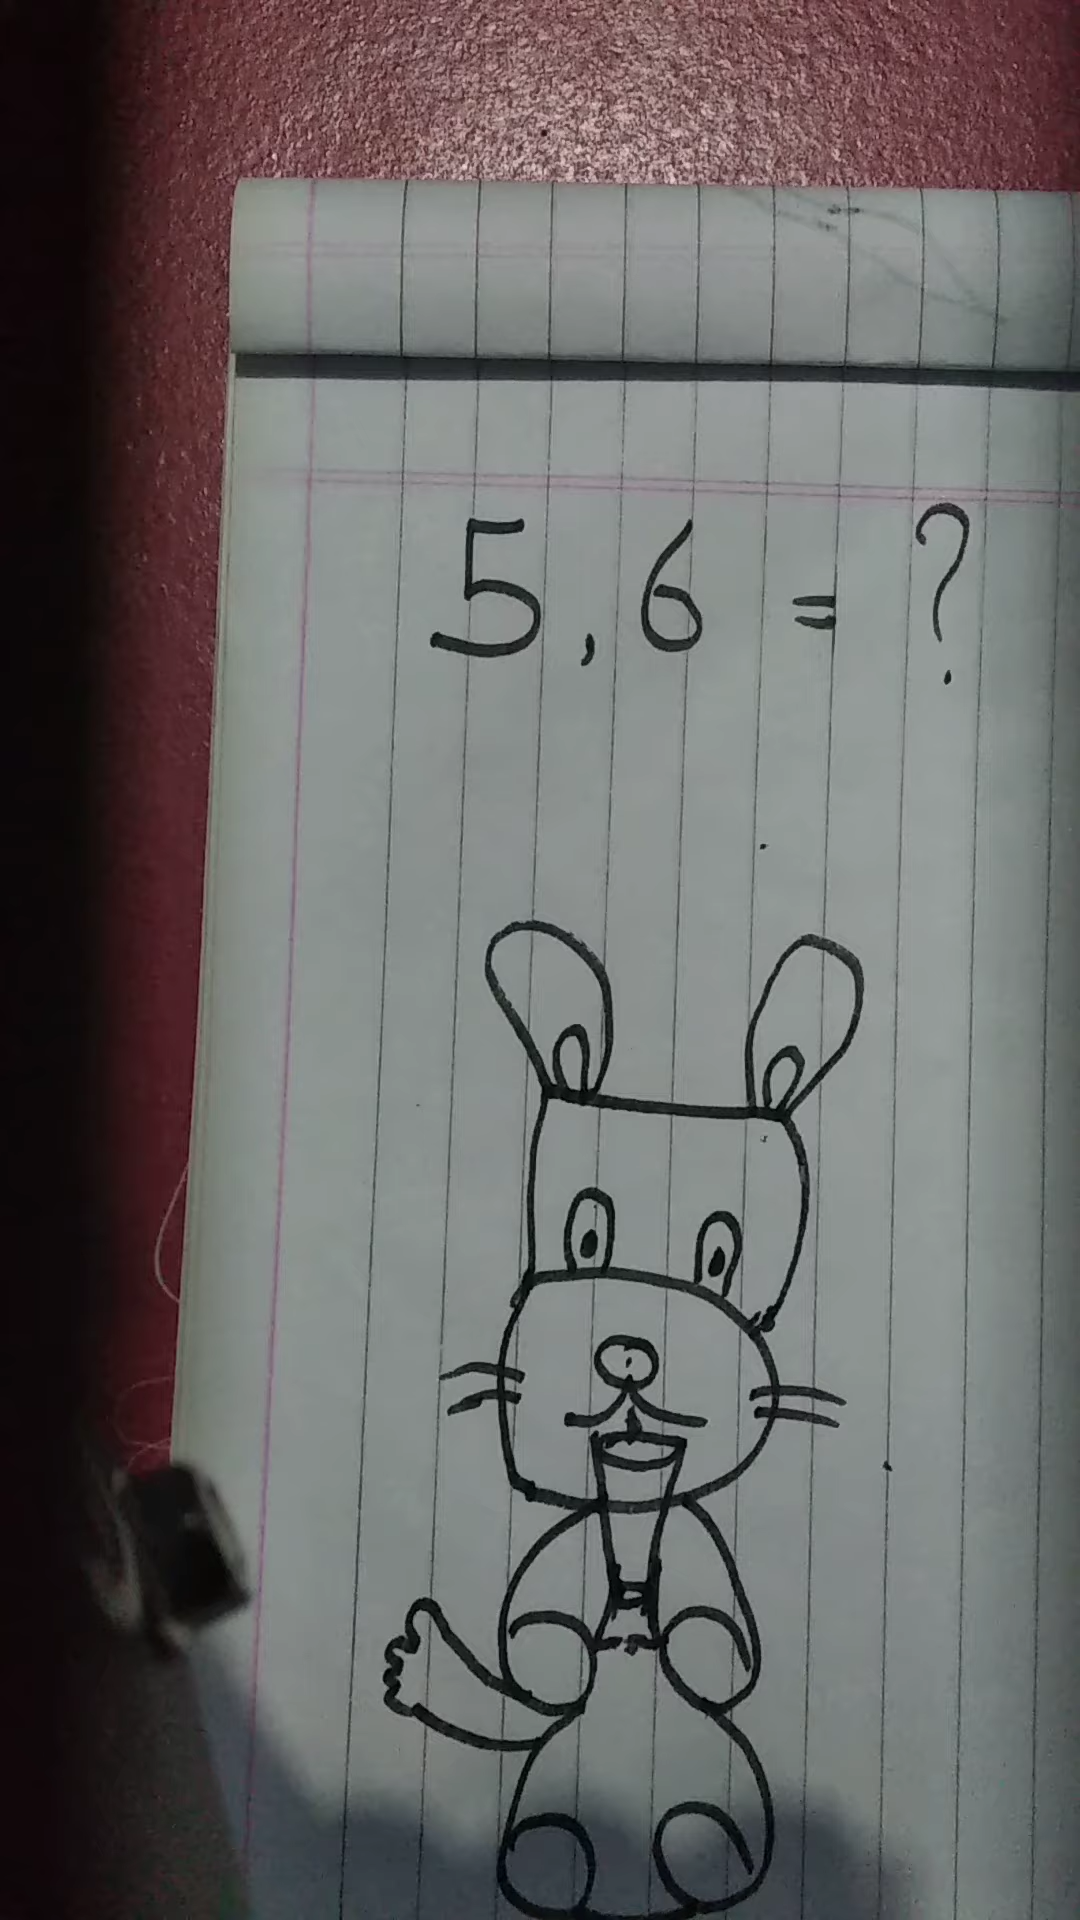 5,6 = ?